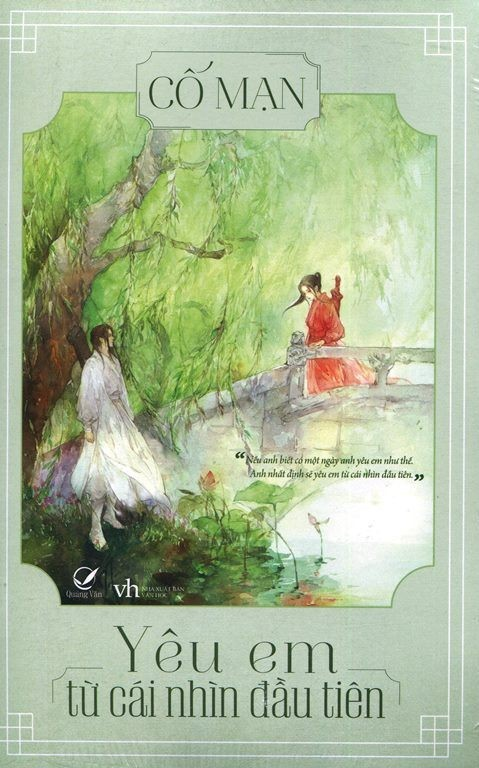 CỐ MẠN
“Nếu anh biết có một ngày anh yêu em như thế.
Anh nhất định sẽ yêu em từ cái nhìn đầu tiên.”
Quảng Văn
vh NHÀ XUẤT BẢN
VĂN HỌC
Yêu em
từ cái nhìn đầu tiên